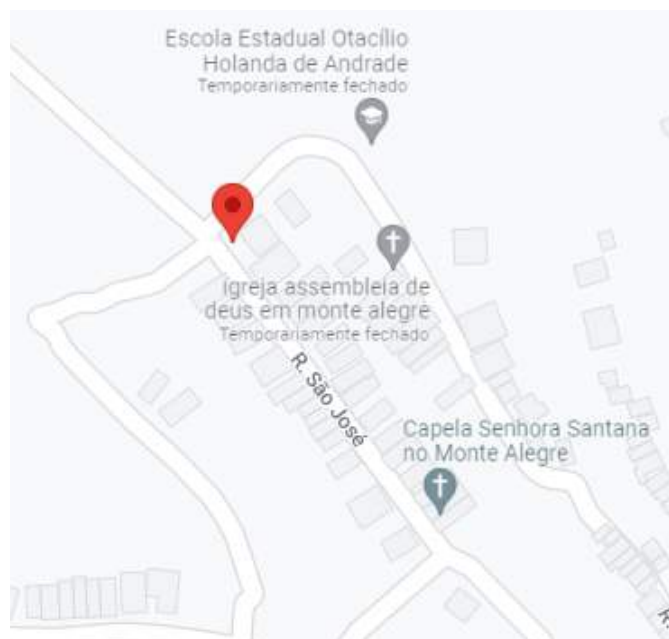 Escola Estadual Otacílio
Holanda de Andrade
Temporariamente fechado
Igreja assembleia de
deus em monte alegre
Temporariamente fechado
R. São José
Capela Senhora Santana
no Monte Alegre
R.